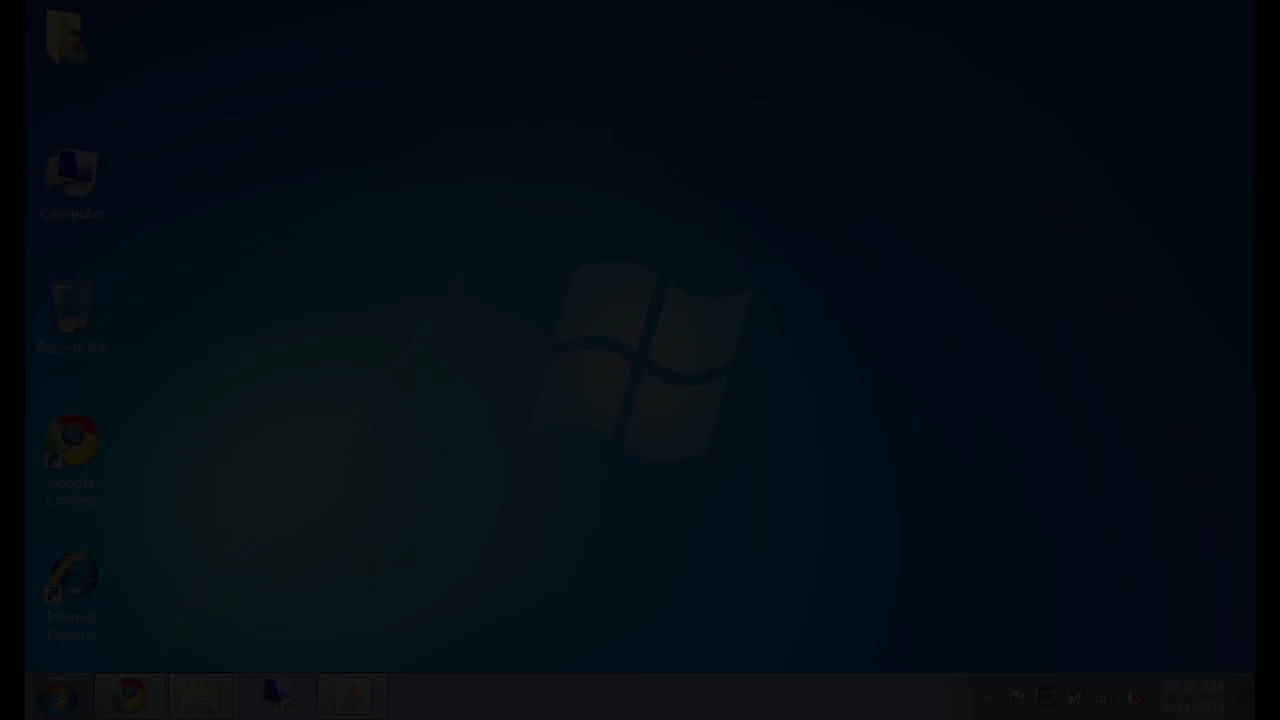 Computer
Recycle Bin
Google
Chrome
Internet
Explorer